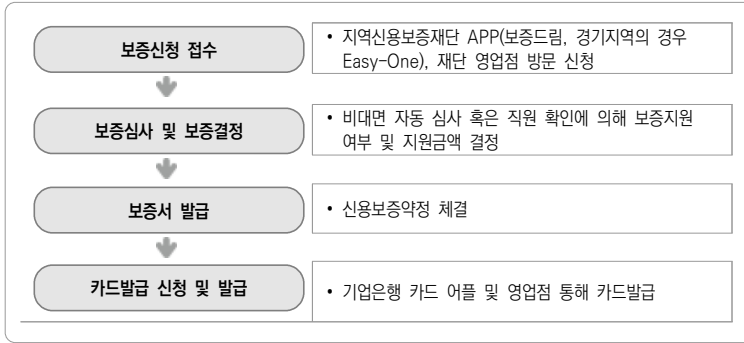 보증신청 접수
• 지역신용보증재단 APP(보증드림, 경기지역의 경우
Easy-One), 재단 영업점 방문 신청
보증심사 및 보증결정
• 비대면 자동 심사 혹은 직원 확인에 의해 보증지원
여부 및 지원금액 결정
보증서 발급
• 신용보증약정 체결
카드발급 신청 및 발급
• 기업은행 카드 어플 및 영업점 통해 카드발급